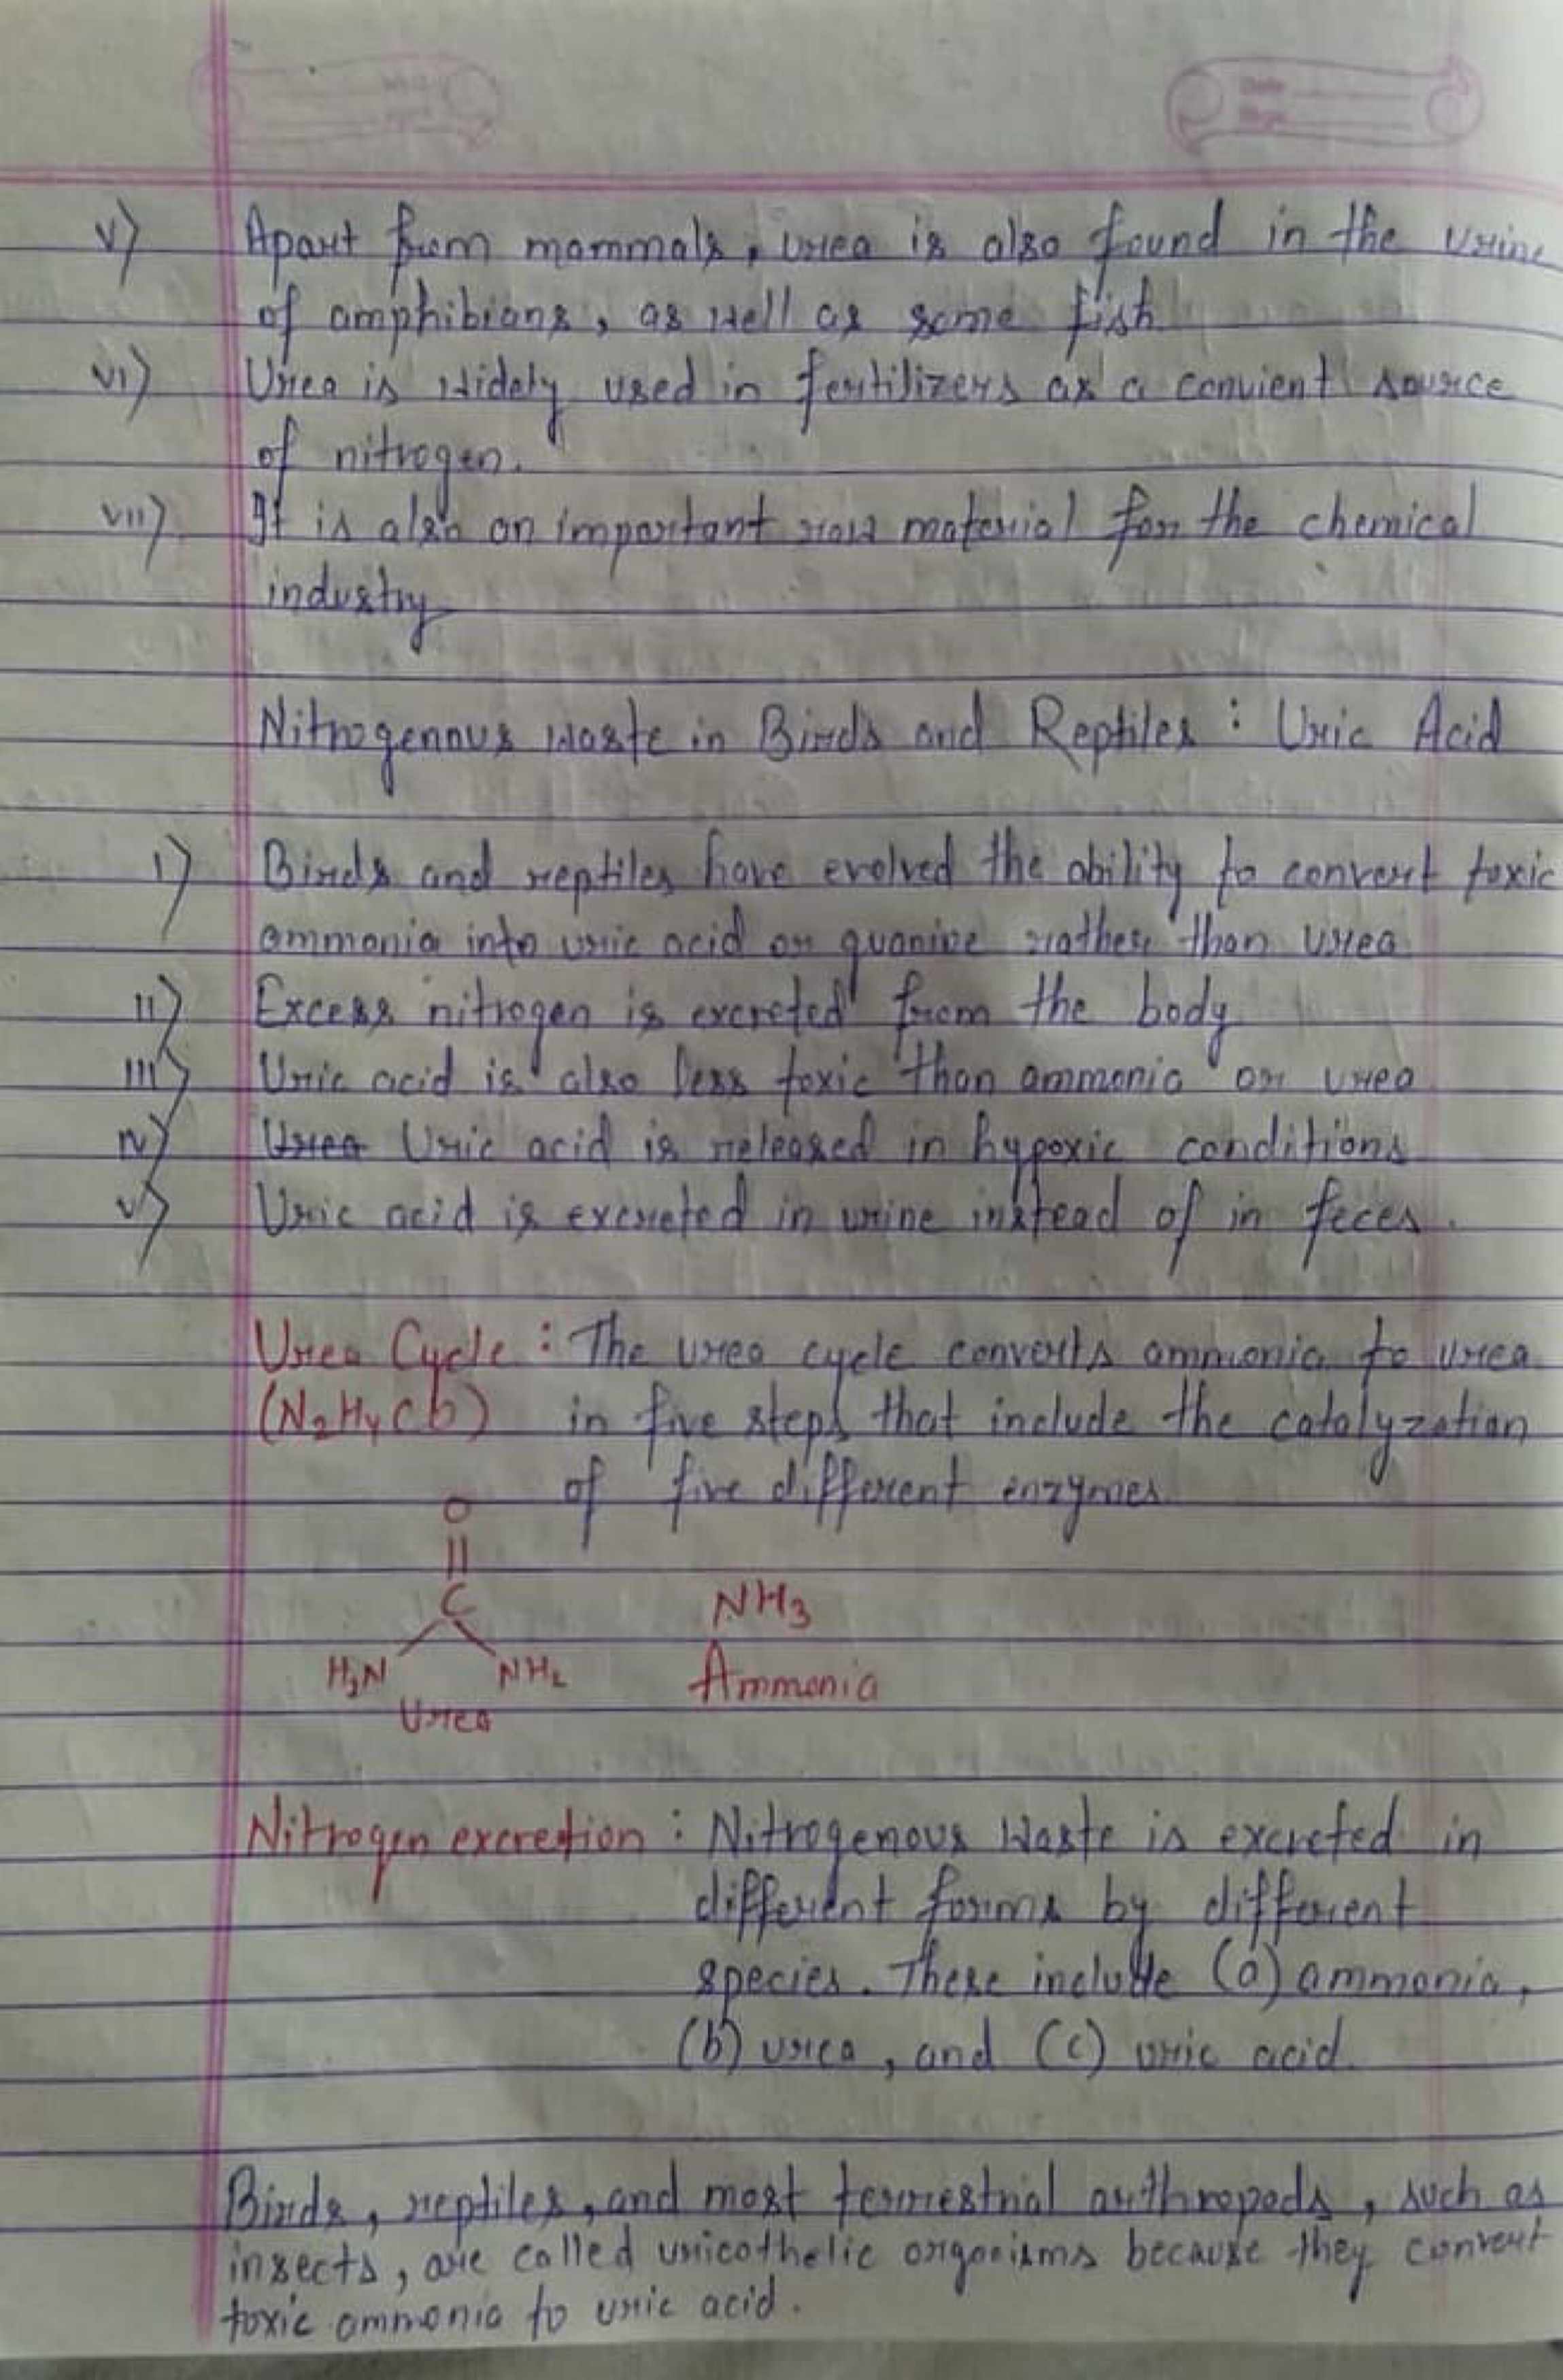 v) Apart from mammals, urea is also found in the urine
of amphibians, as well as some fish
vi) Urea is widely used in fertilizers as a convient source
of nitrogen.
vii) It is also an important raw material for the chemical
industry
Nitrogennous waste in Birds and Reptiles : Uric Acid
i) Birds and reptiles have evolved the ability to convert toxic
ammonia into uric acid or guanine rather than urea
ii) Excess nitrogen is excreted from the body
iii) Uric acid is also less toxic than ammonia or urea
iv) Urea Uric acid is released in hypoxic conditions
v) Uric acid is excreted in urine instead of in feces.
Urea Cycle : The urea cycle converts ammonia to urea
(N2H4Cb) in five steps that include the catalyzation
of five different enzymes
O
C
H2N NH2 NH3
Urea Ammonia
Nitrogen excretion : Nitrogenous waste is excreted in
different forms by different
species. These include (a) ammonia,
(b) urea, and (c) uric acid
Birds, reptiles, and most terrestrial arthropods, such as
insects, are called uricothelic organisms because they convert
toxic ammonia to uric acid.